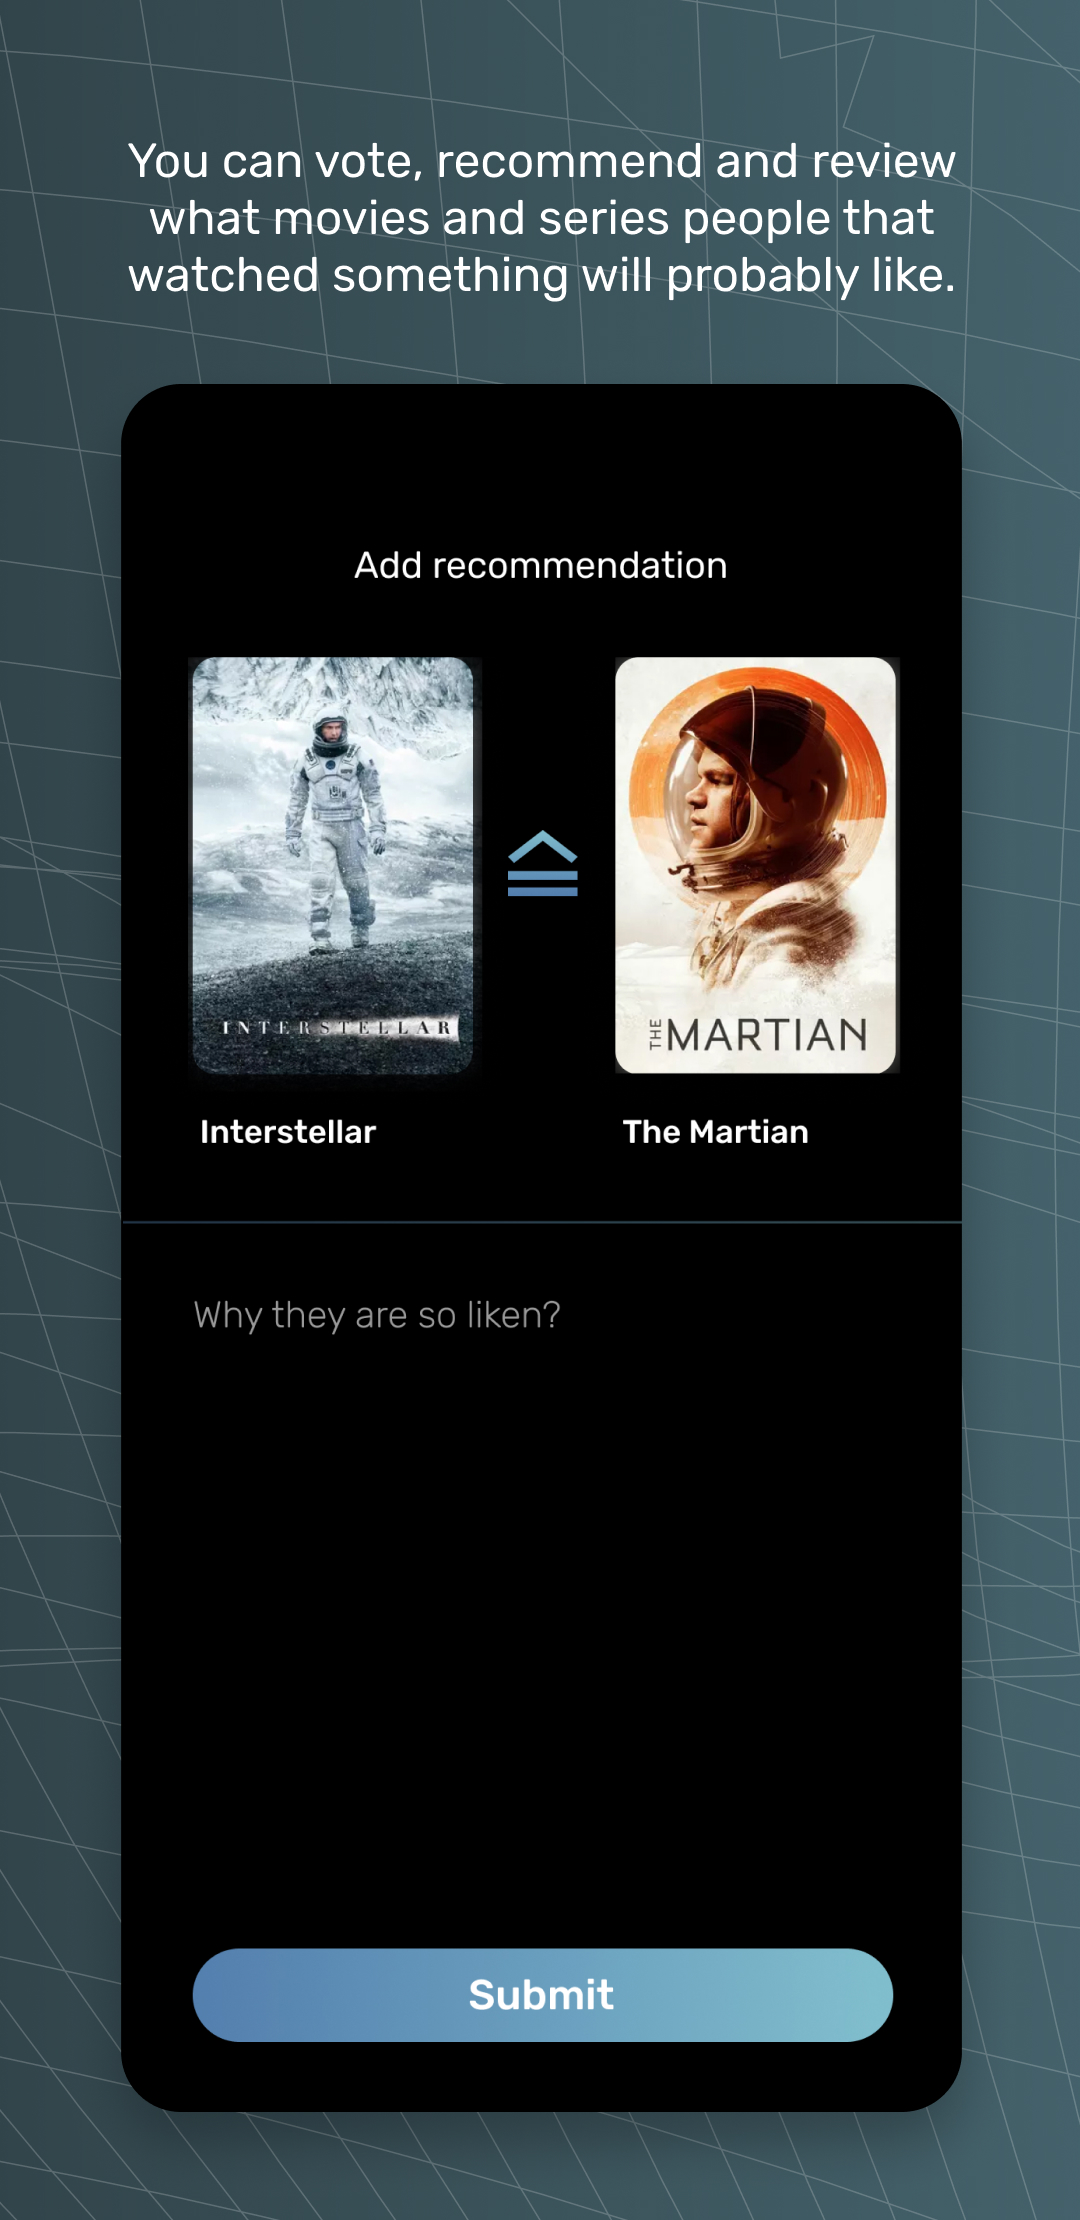 You can vote, recommend and review
what movies and series people that
watched something will probably like.
Add recommendation
INTERSTELLAR
THE MARTIAN
Interstellar
The Martian
Why they are so liken?
Submit